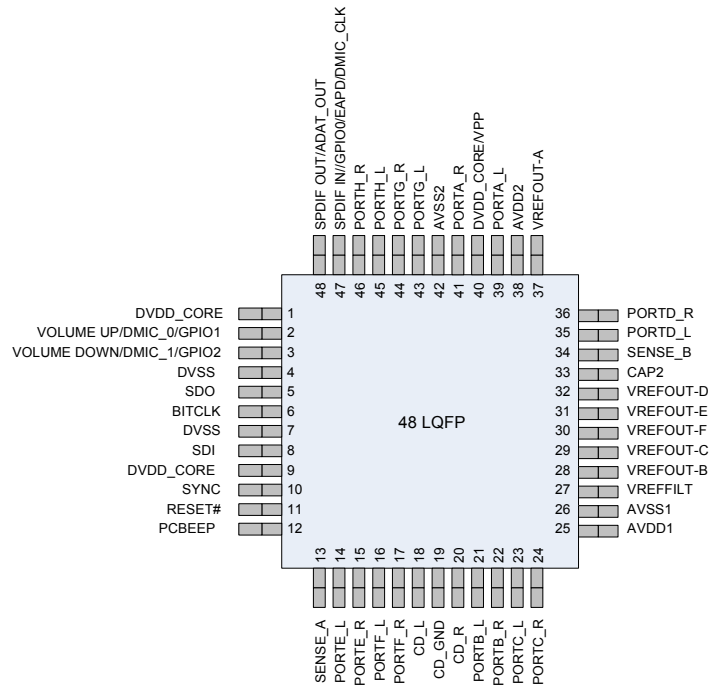 SPDIF OUT/ADAT_OUT
SPDIF IN//GPIO0/EAPD/DMIC_CLK
PORTH_R
PORTH_L
PORTG_R
PORTG_L
AVSS2
PORTA_R
DVDD_CORE/VPP
PORTA_L
AVDD2
VREFOUT-A
48
47
46
45
44
43
42
41
40
39
38
37
DVDD_CORE 1
VOLUME UP/DMIC_0/GPIO1 2
VOLUME DOWN/DMIC_1/GPIO2 3
DVSS 4
SDO 5
BITCLK 6
DVSS 7
SDI 8
DVDD_CORE 9
SYNC 10
RESET# 11
PCBEEP 12
48 LQFP
36 PORTD_R
35 PORTD_L
34 SENSE_B
33 CAP2
32 VREFOUT-D
31 VREFOUT-E
30 VREFOUT-F
29 VREFOUT-C
28 VREFOUT-B
27 VREFFILT
26 AVSS1
25 AVDD1
13
14
15
16
17
18
19
20
21
22
23
24
SENSE_A
PORTE_L
PORTE_R
PORTF_L
PORTF_R
CD_L
CD_GND
CD_R
PORTB_L
PORTB_R
PORTC_L
PORTC_R